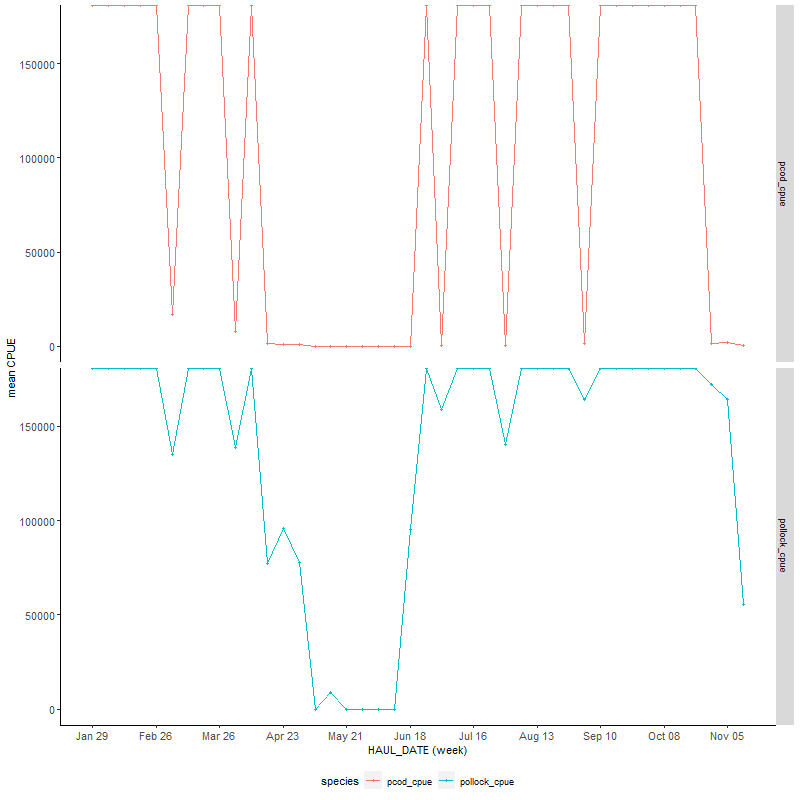 150000
100000
50000
0
pcod_cpue
mean CPUE
150000
100000
50000
0
pollock_cpue
Jan 29 Feb 26 Mar 26 Apr 23 May 21 Jun 18 Jul 16 Aug 13 Sep 10 Oct 08 Nov 05
HAUL_DATE (week)
species pcod_cpue pollock_cpue